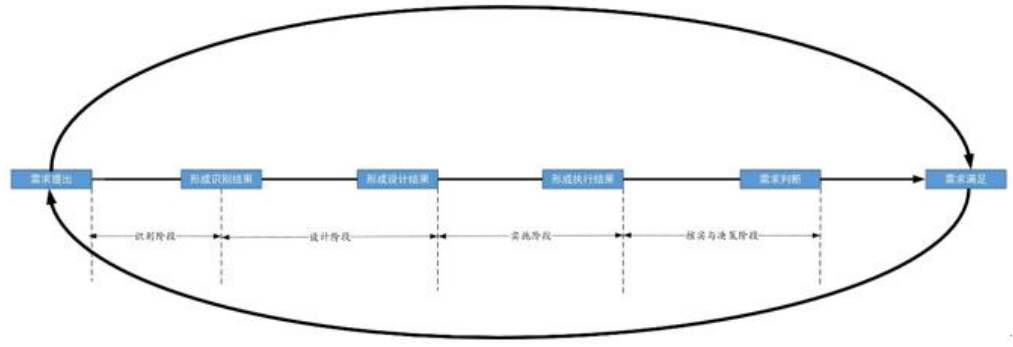 需求提出
形成识别结果
形成设计结果
形成执行结果
需求判断
需求满足
识别阶段
设计阶段
实施阶段
核实与决策阶段